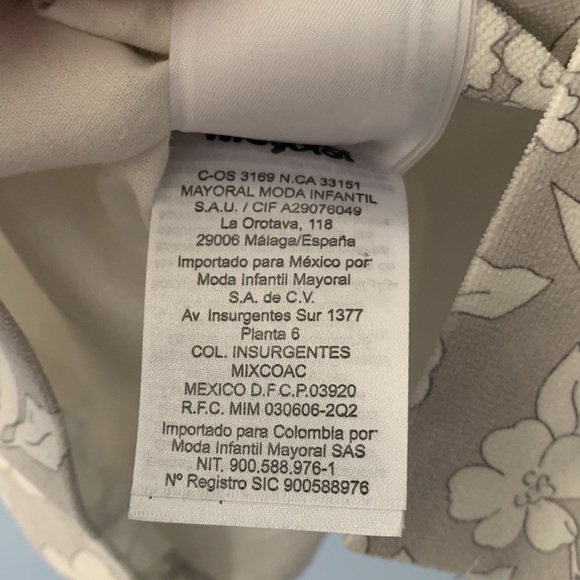 mayoral
C-OS 3169 N.CA 33151
MAYORAL MODA INFANTIL
S.A.U. / CIF A29076049
La Orotava, 118
29006 Málaga/España
Importado para México por
Moda Infantil Mayoral
S.A. de C.V.
Av Insurgentes Sur 1377
Planta 6
COL. INSURGENTES
MIXCOAC
MEXICO D.F.C.P.03920
R.F.C. MIM 030606-2Q2
Importado para Colombia por
Moda Infantil Mayoral SAS
NIT. 900.588.976-1
Nº Registro SIC 900588976